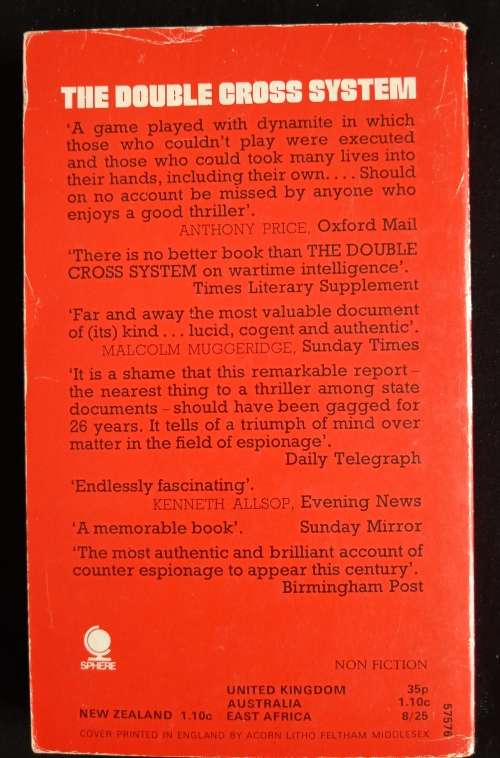 THE DOUBLE CROSS SYSTEM
'A game played with dynamite in which
those who couldn't play were executed
and those who could took many lives into
their hands, including their own.... Should
on no account be missed by anyone who
enjoys a good thriller'.
ANTHONY PRICE, Oxford Mail
'There is no better book than THE DOUBLE
CROSS SYSTEM on wartime intelligence'.
Times Literary Supplement
'Far and away the most valuable document
of (its) kind ... lucid, cogent and authentic'.
MALCOLM MUGGERIDGE, Sunday Times
'It is a shame that this remarkable report –
the nearest thing to a thriller among state
documents – should have been gagged for
26 years. It tells of a triumph of mind over
matter in the field of espionage'.
Daily Telegraph
'Endlessly fascinating'.
KENNETH ALLSOP, Evening News
'A memorable book'. Sunday Mirror
'The most authentic and brilliant account of
counter espionage to appear this century'.
Birmingham Post
SPHERE
NON FICTION
UNITED KINGDOM 35p
AUSTRALIA 1.10c
NEW ZEALAND 1.10c EAST AFRICA 8/25
57576
COVER PRINTED IN ENGLAND BY ACORN LITHO FELTHAM MIDDLESEX